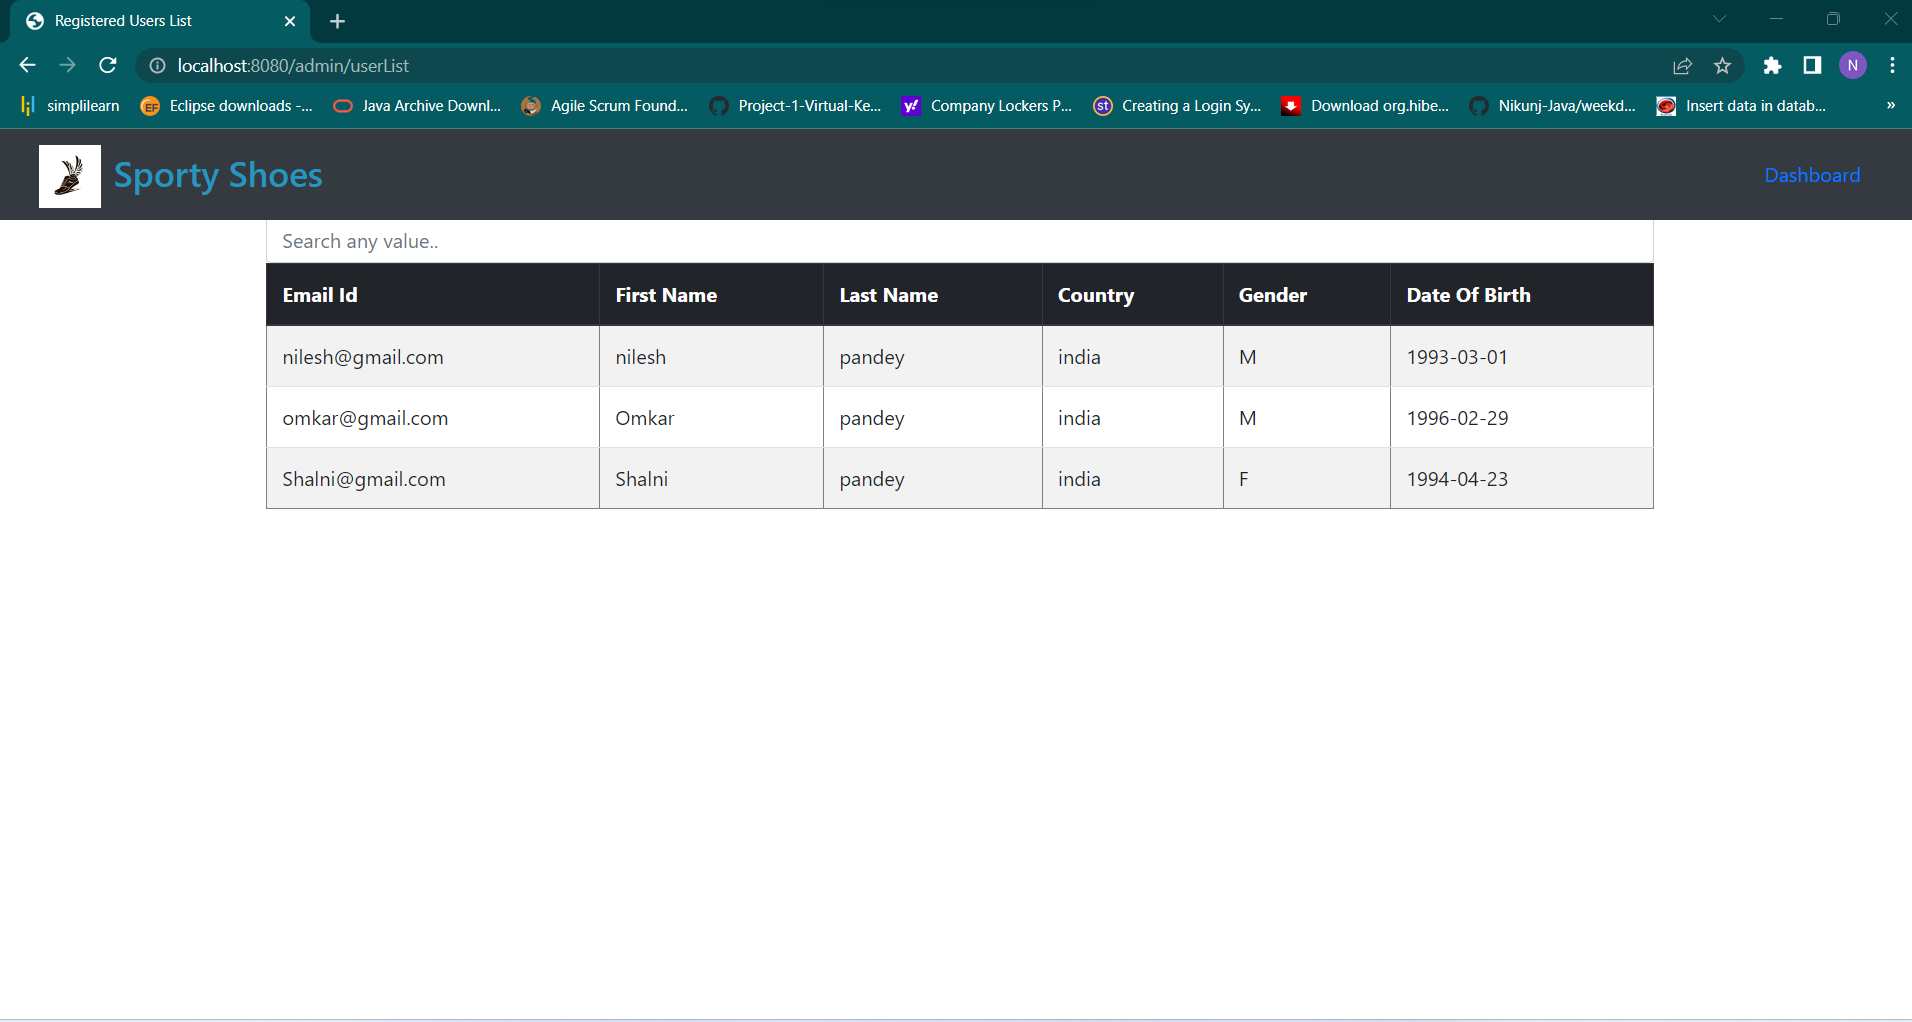 Registered Users List
localhost:8080/admin/userList
N
simplilearn Eclipse downloads -... Java Archive Downl... Agile Scrum Found... Project-1-Virtual-Ke... Company Lockers P... Creating a Login Sy... Download org.hibe... Nikunj-Java/weekd... Insert data in datab... »
Sporty Shoes Dashboard
Search any value..
Email Id First Name Last Name Country Gender Date Of Birth
nilesh@gmail.com nilesh pandey india M 1993-03-01
omkar@gmail.com Omkar pandey india M 1996-02-29
Shalni@gmail.com Shalni pandey india F 1994-04-23